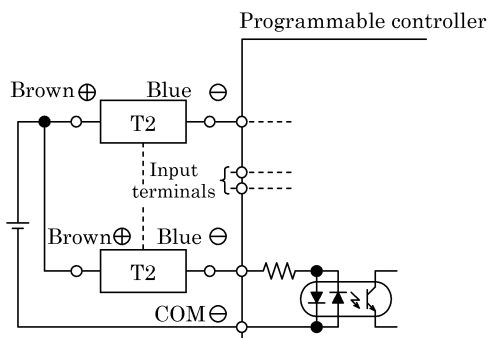 Programmable controller
Brown ⊕ Blue ⊖
T2
Input
terminals
Brown ⊕ Blue ⊖
T2
COM ⊖